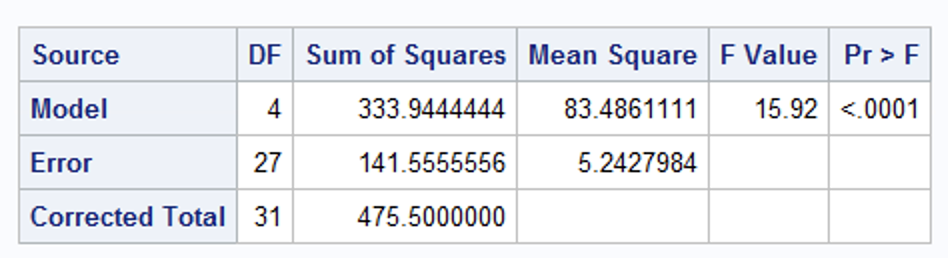 Source DF Sum of Squares Mean Square F Value Pr > F
Model 4 333.9444444 83.4861111 15.92 <.0001
Error 27 141.5555556 5.2427984
Corrected Total 31 475.5000000